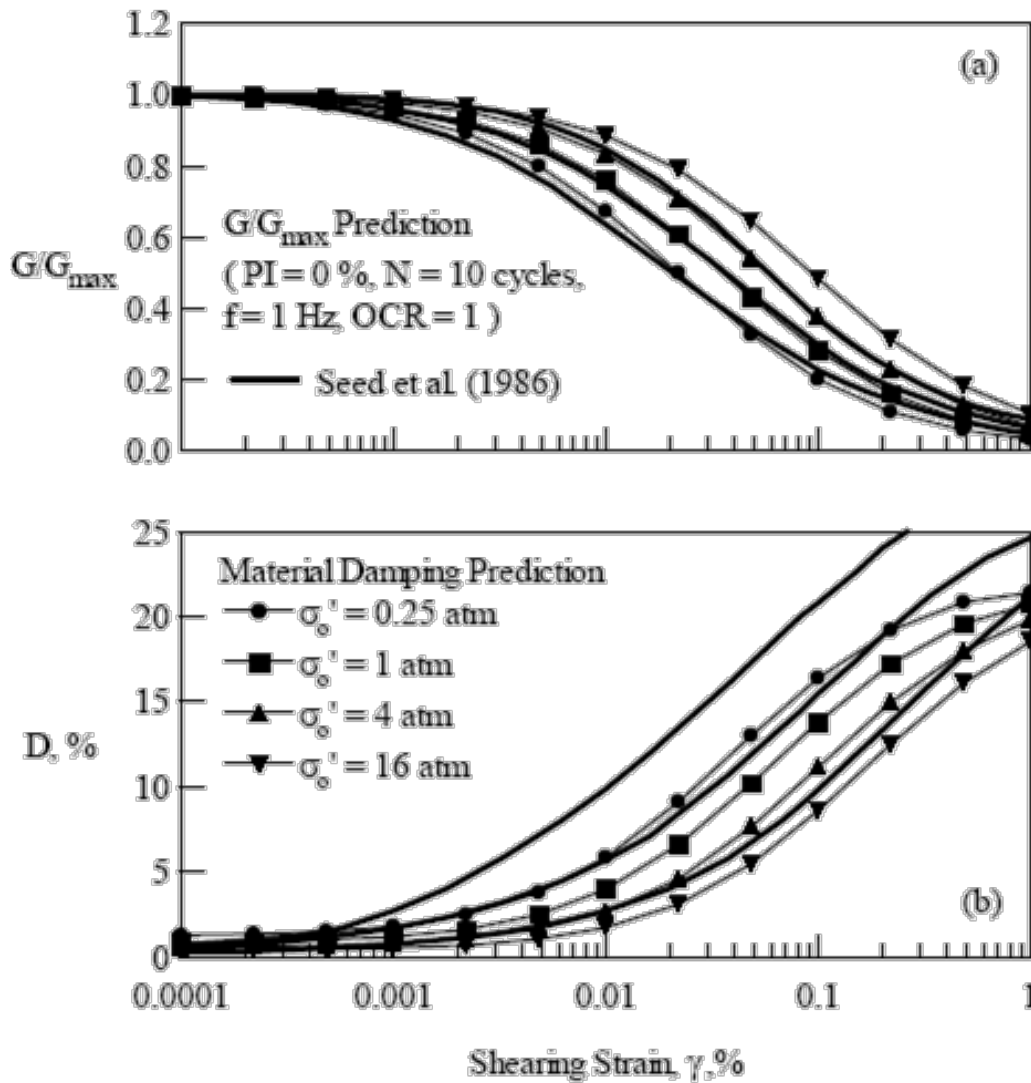 1.2
(a)
1.0
0.8
0.6
G/Gmax
0.4
0.2
0.0
G/Gmax Prediction
( PI = 0 %, N = 10 cycles,
f = 1 Hz, OCR = 1 )
Seed et al. (1986)
25
20
15
D, %
10
5
0
Material Damping Prediction
σo' = 0.25 atm
σo' = 1 atm
σo' = 4 atm
σo' = 16 atm
(b)
0.0001 0.001 0.01 0.1 1
Shearing Strain, γ, %